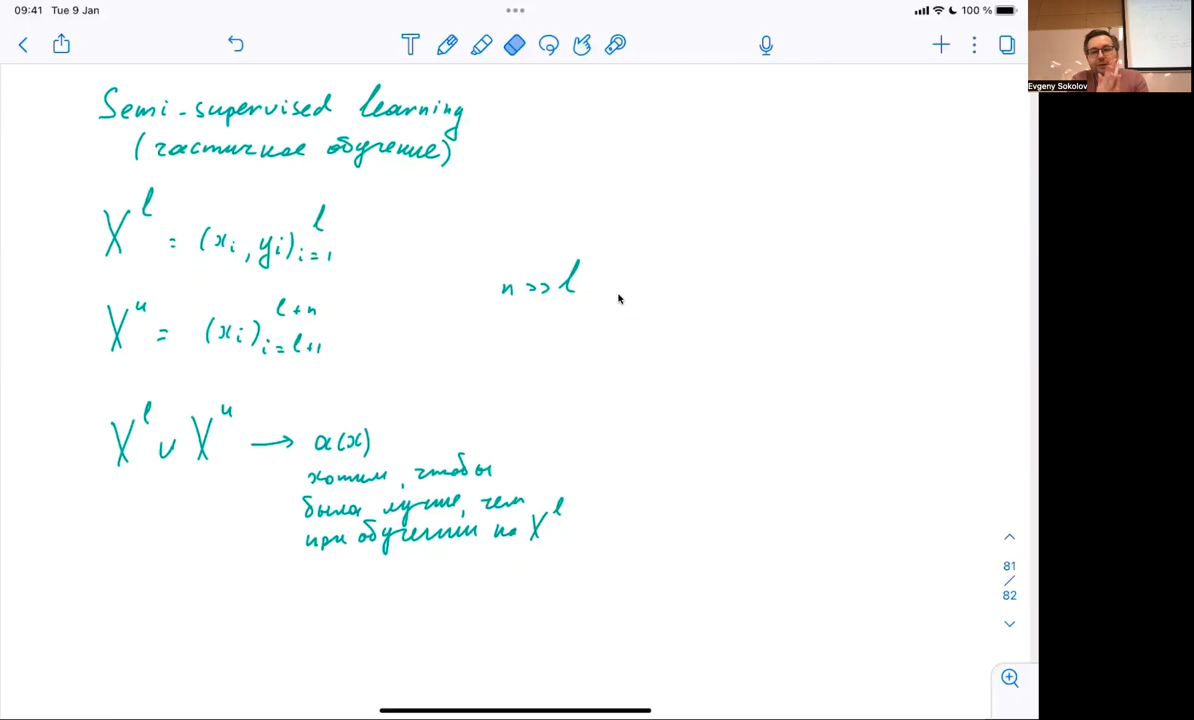 09:41 Tue 9 Jan
100 %
Evgeny Sokolov
Semi-supervised learning
(частичное обучение)
X^l = (x_i, y_i)_{i=1}^l
n >> l
X^u = (x_i)_{i=l+1}^{l+n}
X^l ∪ X^u → a(x)
хотим, чтобы
была лучше, чем
при обучении на X^l
81
/
82